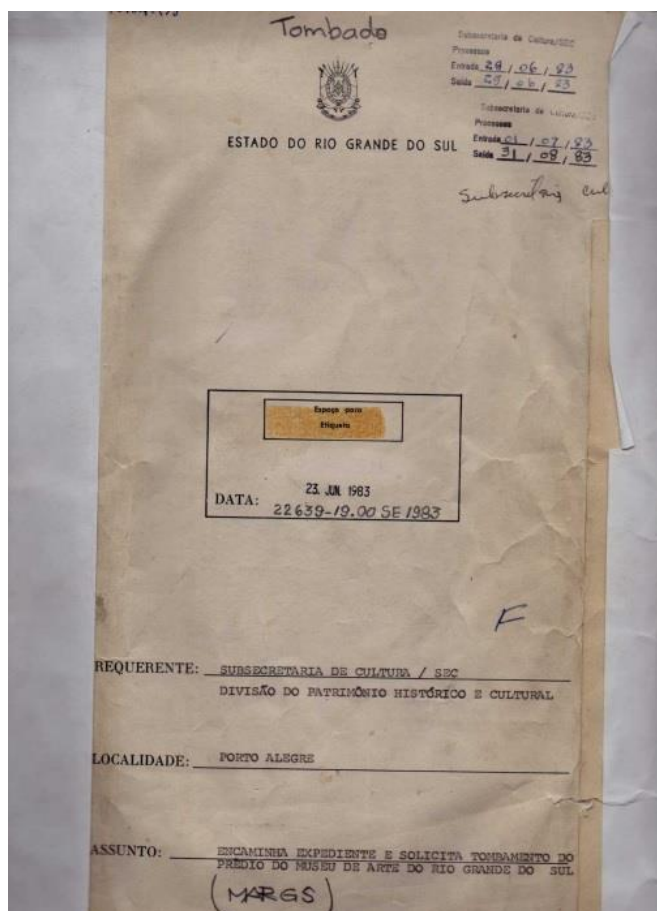 Tombado
Subsecretaria de Cultura/SEC
Processos
Entrada 29 / 06 / 83
Saída 29 / 06 / 83
Subsecretaria de Cultura
Processos
Entrada 01 / 07 / 83
Saída 31 / 08 / 83
ESTADO DO RIO GRANDE DO SUL
Espaço para
Etiqueta
23. JUN. 1983
DATA: 22639-19.00 SE 1983
F
REQUERENTE: SUBSECRETARIA DE CULTURA / SEC
DIVISÃO DO PATRIMÔNIO HISTÓRICO E CULTURAL
LOCALIDADE: PORTO ALEGRE
ASSUNTO: ENCAMINHA EXPEDIENTE E SOLICITA TOMBAMENTO DO
PRÉDIO DO MUSEU DE ARTE DO RIO GRANDE DO SUL
(MARGS)